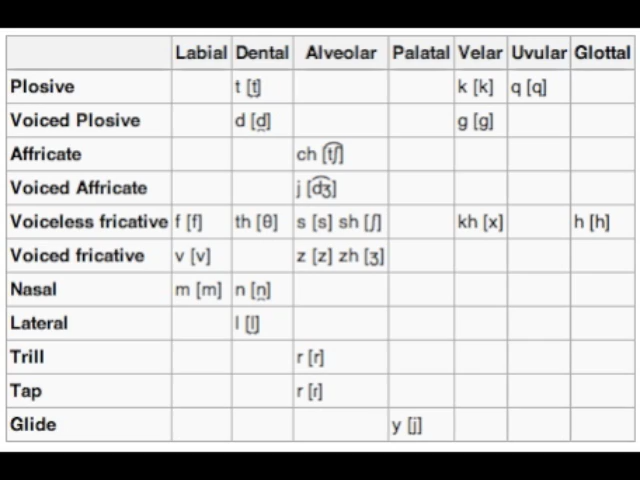 Labial Dental Alveolar Palatal Velar Uvular Glottal
Plosive t [t̪] k [k] q [q]
Voiced Plosive d [d̪] g [g]
Affricate ch [t͡ʃ]
Voiced Affricate j [d͡ʒ]
Voiceless fricative f [f] th [θ] s [s] sh [ʃ] kh [x] h [h]
Voiced fricative v [v] z [z] zh [ʒ]
Nasal m [m] n [n̪]
Lateral l [l̪]
Trill r [r]
Tap r [ɾ]
Glide y [j]